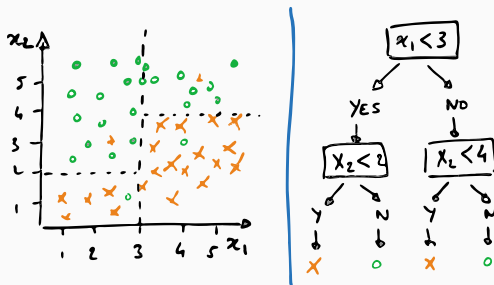 x₂
5
4
3
2
1
1 2 3 4 5 x₁
x₁ < 3
YES NO
X₂ < 2 X₂ < 4
Y N Y N